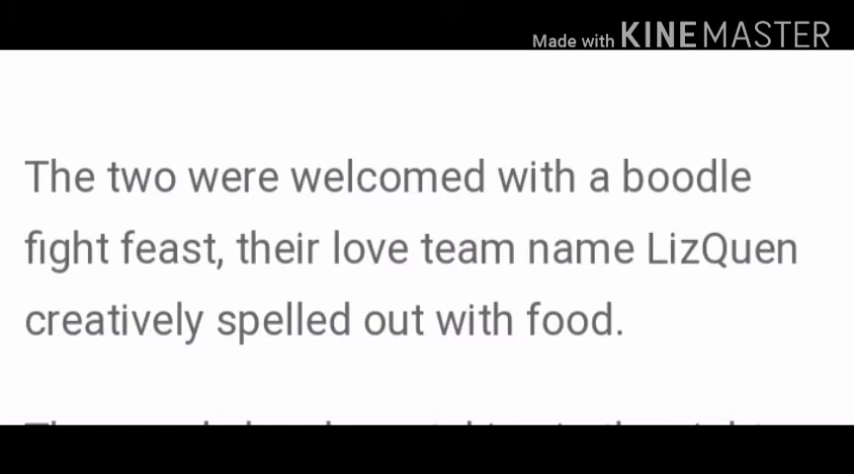 Made with KINEMASTER
The two were welcomed with a boodle
fight feast, their love team name LizQuen
creatively spelled out with food.